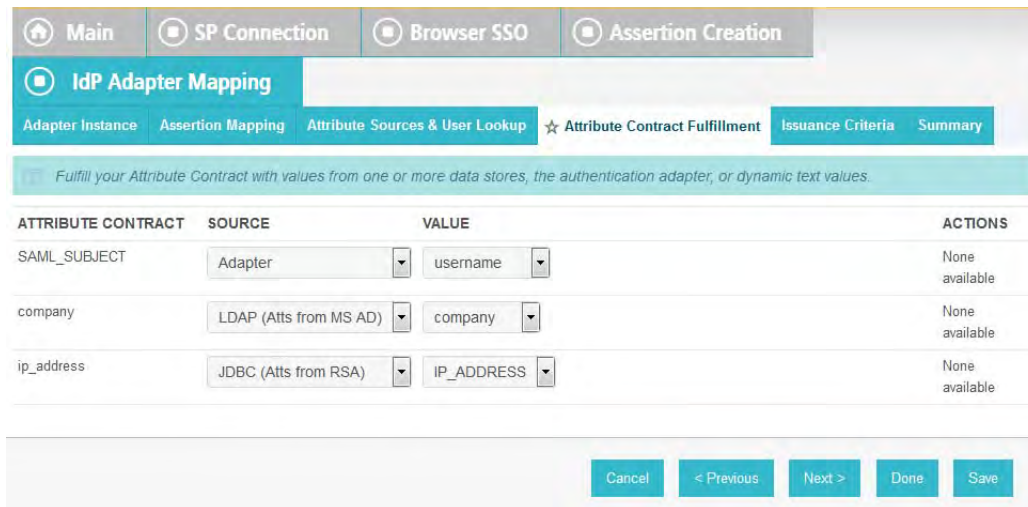 Main SP Connection Browser SSO Assertion Creation
IdP Adapter Mapping
Adapter Instance Assertion Mapping Attribute Sources & User Lookup Attribute Contract Fulfillment Issuance Criteria Summary
Fulfill your Attribute Contract with values from one or more data stores, the authentication adapter, or dynamic text values.
ATTRIBUTE CONTRACT SOURCE VALUE ACTIONS
SAML_SUBJECT Adapter username None
available
company LDAP (Atts from MS AD) company None
available
ip_address JDBC (Atts from RSA) IP_ADDRESS None
available
Cancel < Previous Next > Done Save